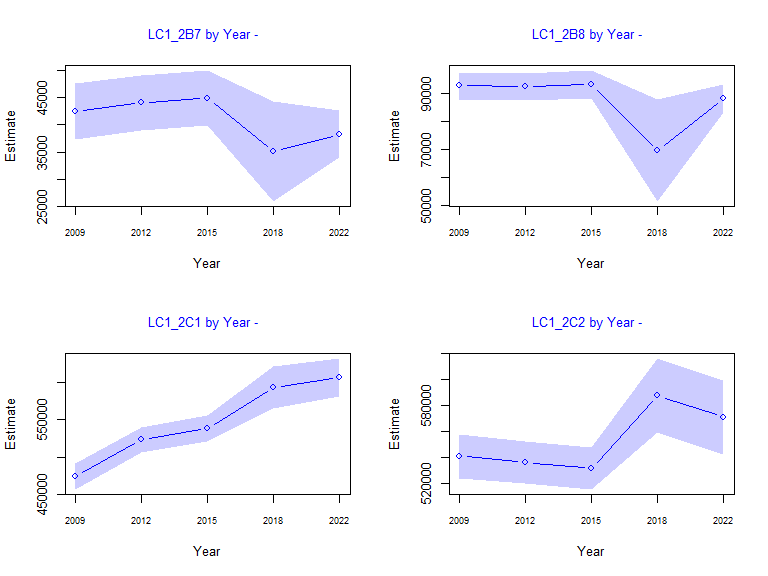 LC1_2B7 by Year -
Estimate
45000
35000
25000
2009 2012 2015 2018 2022
Year
LC1_2B8 by Year -
Estimate
90000
70000
50000
2009 2012 2015 2018 2022
Year
LC1_2C1 by Year -
Estimate
550000
450000
2009 2012 2015 2018 2022
Year
LC1_2C2 by Year -
Estimate
580000
520000
2009 2012 2015 2018 2022
Year